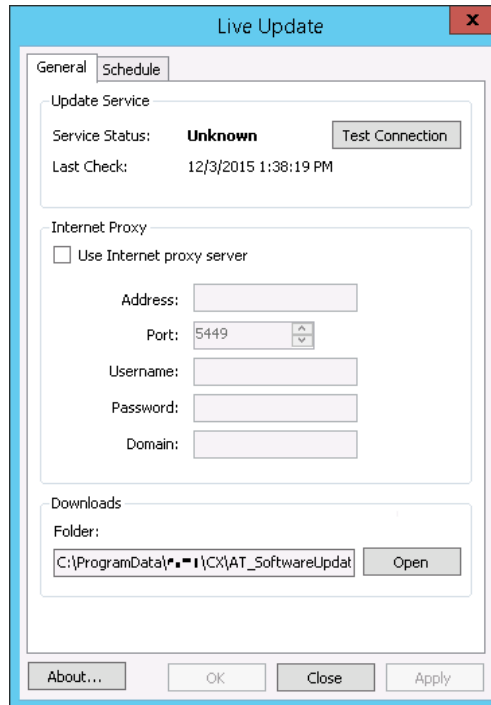 Live Update
x
General Schedule
Update Service
Service Status: Unknown Test Connection
Last Check: 12/3/2015 1:38:19 PM
Internet Proxy
Use Internet proxy server
Address:
Port: 5449
Username:
Password:
Domain:
Downloads
Folder:
C:\ProgramData\ \CX\AT_SoftwareUpdat Open
About... OK Close Apply